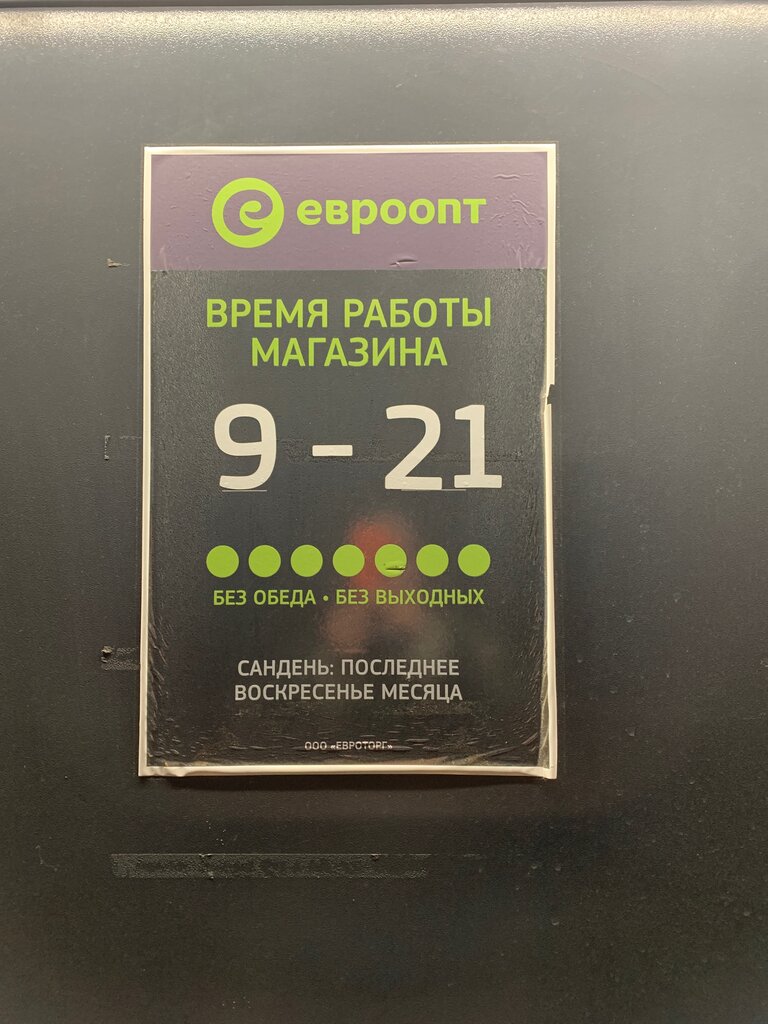 евроопт
ВРЕМЯ РАБОТЫ
МАГАЗИНА
9 - 21
БЕЗ ОБЕДА • БЕЗ ВЫХОДНЫХ
САНДЕНЬ: ПОСЛЕДНЕЕ
ВОСКРЕСЕНЬЕ МЕСЯЦА
ООО «ЕВРОТОРГ»